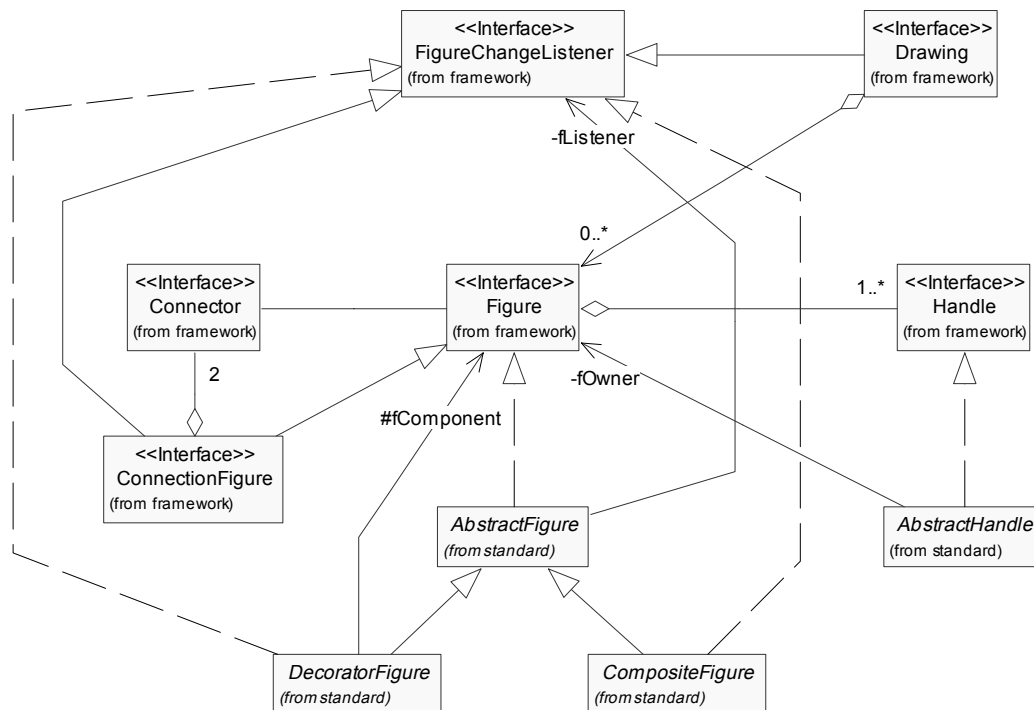 <<Interface>>
FigureChangeListener
(from framework)
<<Interface>>
Drawing
(from framework)
-fListener
0..*
<<Interface>>
Connector
(from framework)
<<Interface>>
Figure
(from framework)
1..*
<<Interface>>
Handle
(from framework)
2
-fOwner
#fComponent
<<Interface>>
ConnectionFigure
(from framework)
AbstractFigure
(from standard)
AbstractHandle
(from standard)
DecoratorFigure
(from standard)
CompositeFigure
(from standard)